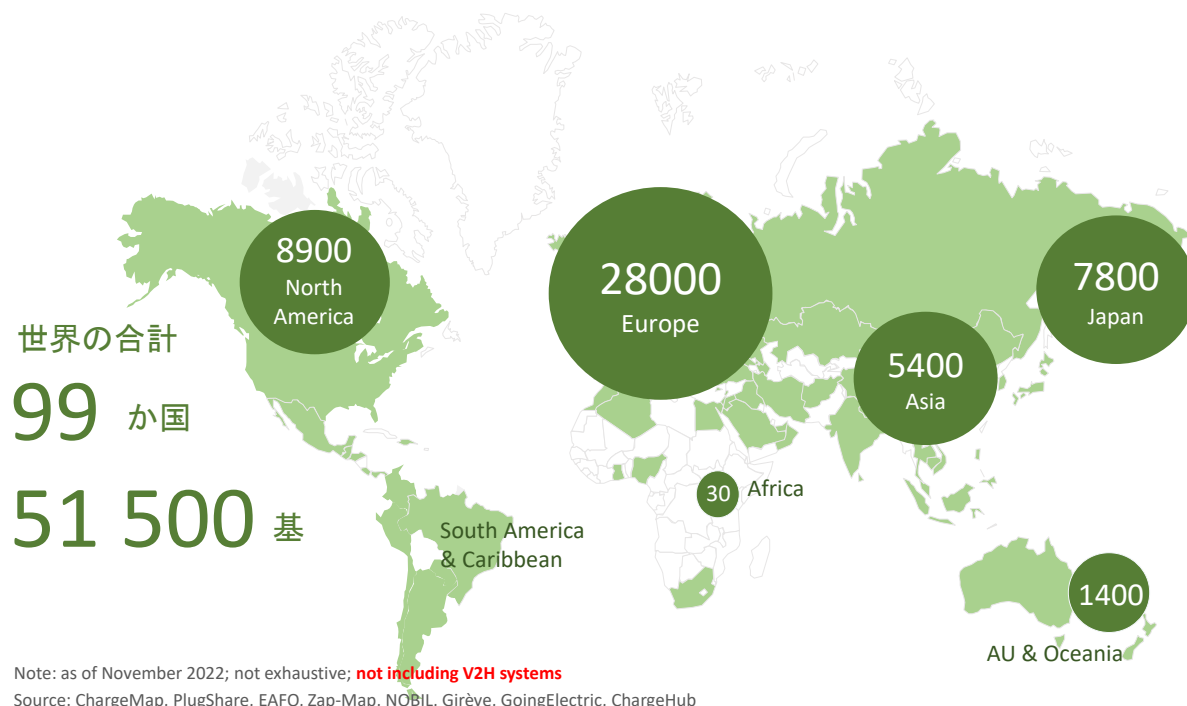 8900
North
America
28000
Europe
7800
Japan
世界の合計
99 か国
51 500 基
5400
Asia
30
Africa
South America
& Caribbean
1400
AU & Oceania
Note: as of November 2022; not exhaustive; not including V2H systems
Source: ChargeMap, PlugShare, EAFO, Zap-Map, NOBIL, Girève, GoingElectric, ChargeHub